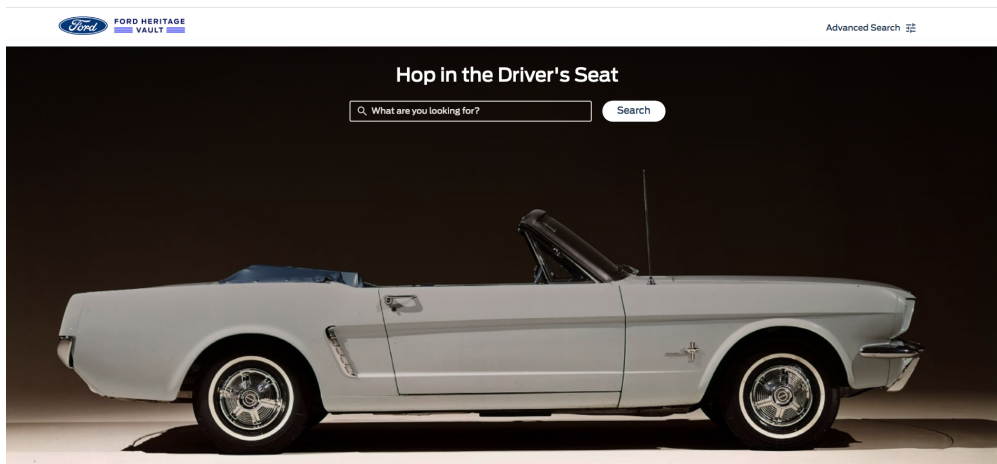 Ford
FORD HERITAGE
VAULT
Advanced Search
Hop in the Driver's Seat
What are you looking for?
Search